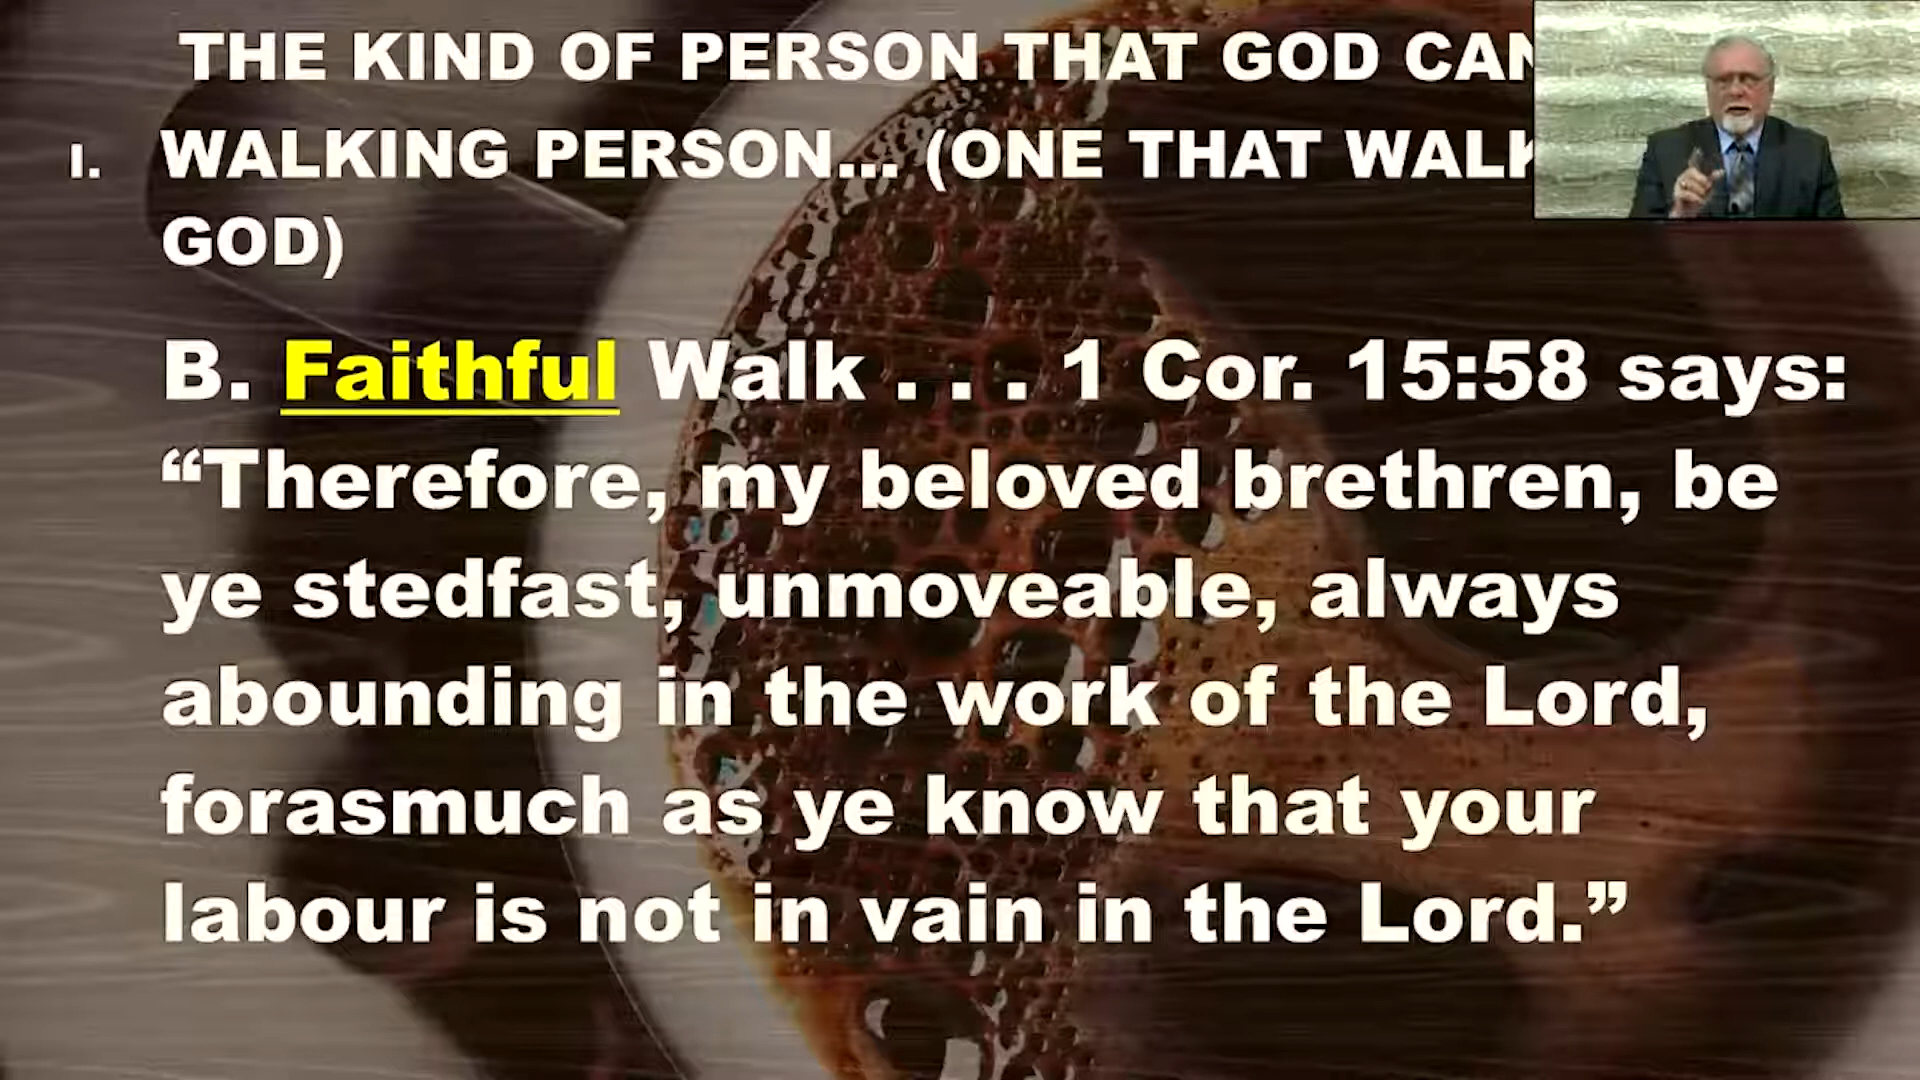 THE KIND OF PERSON THAT GOD CAN
I. WALKING PERSON... (ONE THAT WALK
GOD)
B. Faithful Walk . . . 1 Cor. 15:58 says:
“Therefore, my beloved brethren, be
ye stedfast, unmoveable, always
abounding in the work of the Lord,
forasmuch as ye know that your
labour is not in vain in the Lord.”